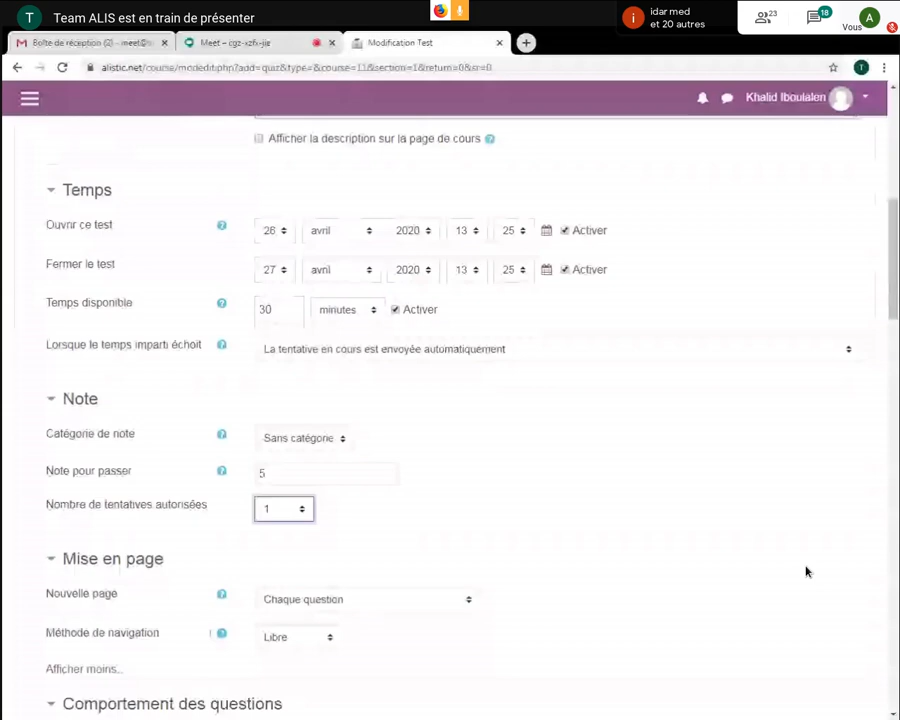 T Team ALIS est en train de présenter
i idar med
et 20 autres
23
18
A
Vous
Boîte de réception (2) - meet@
Meet – cgz-xzfx-jie
Modification Test
alistic.net/course/modedit.php?add=quiz&type=&course=11&section=1&return=0&sr=0
T
Khalid Iboulalen
Afficher la description sur la page de cours
Temps
Ouvrir ce test 26 avril 2020 13 25 Activer
Fermer le test 27 avril 2020 13 25 Activer
Temps disponible 30 minutes Activer
Lorsque le temps imparti échoit La tentative en cours est envoyée automatiquement
Note
Catégorie de note Sans catégorie
Note pour passer 5
Nombre de tentatives autorisées 1
Mise en page
Nouvelle page Chaque question
Méthode de navigation ! Libre
Afficher moins...
Comportement des questions